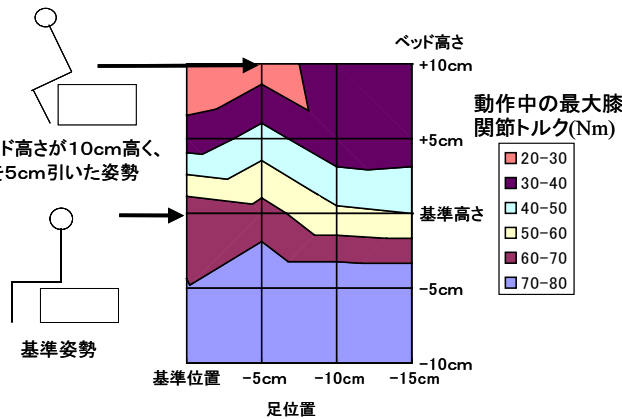 ベッド高さ
+10cm
動作中の最大膝
関節トルク(Nm)
20-30
30-40
40-50
50-60
60-70
70-80
+5cm
ド高さが10cm高く、
5cm引いた姿勢
基準高さ
-5cm
基準姿勢
-10cm
基準位置 -5cm -10cm -15cm
足位置